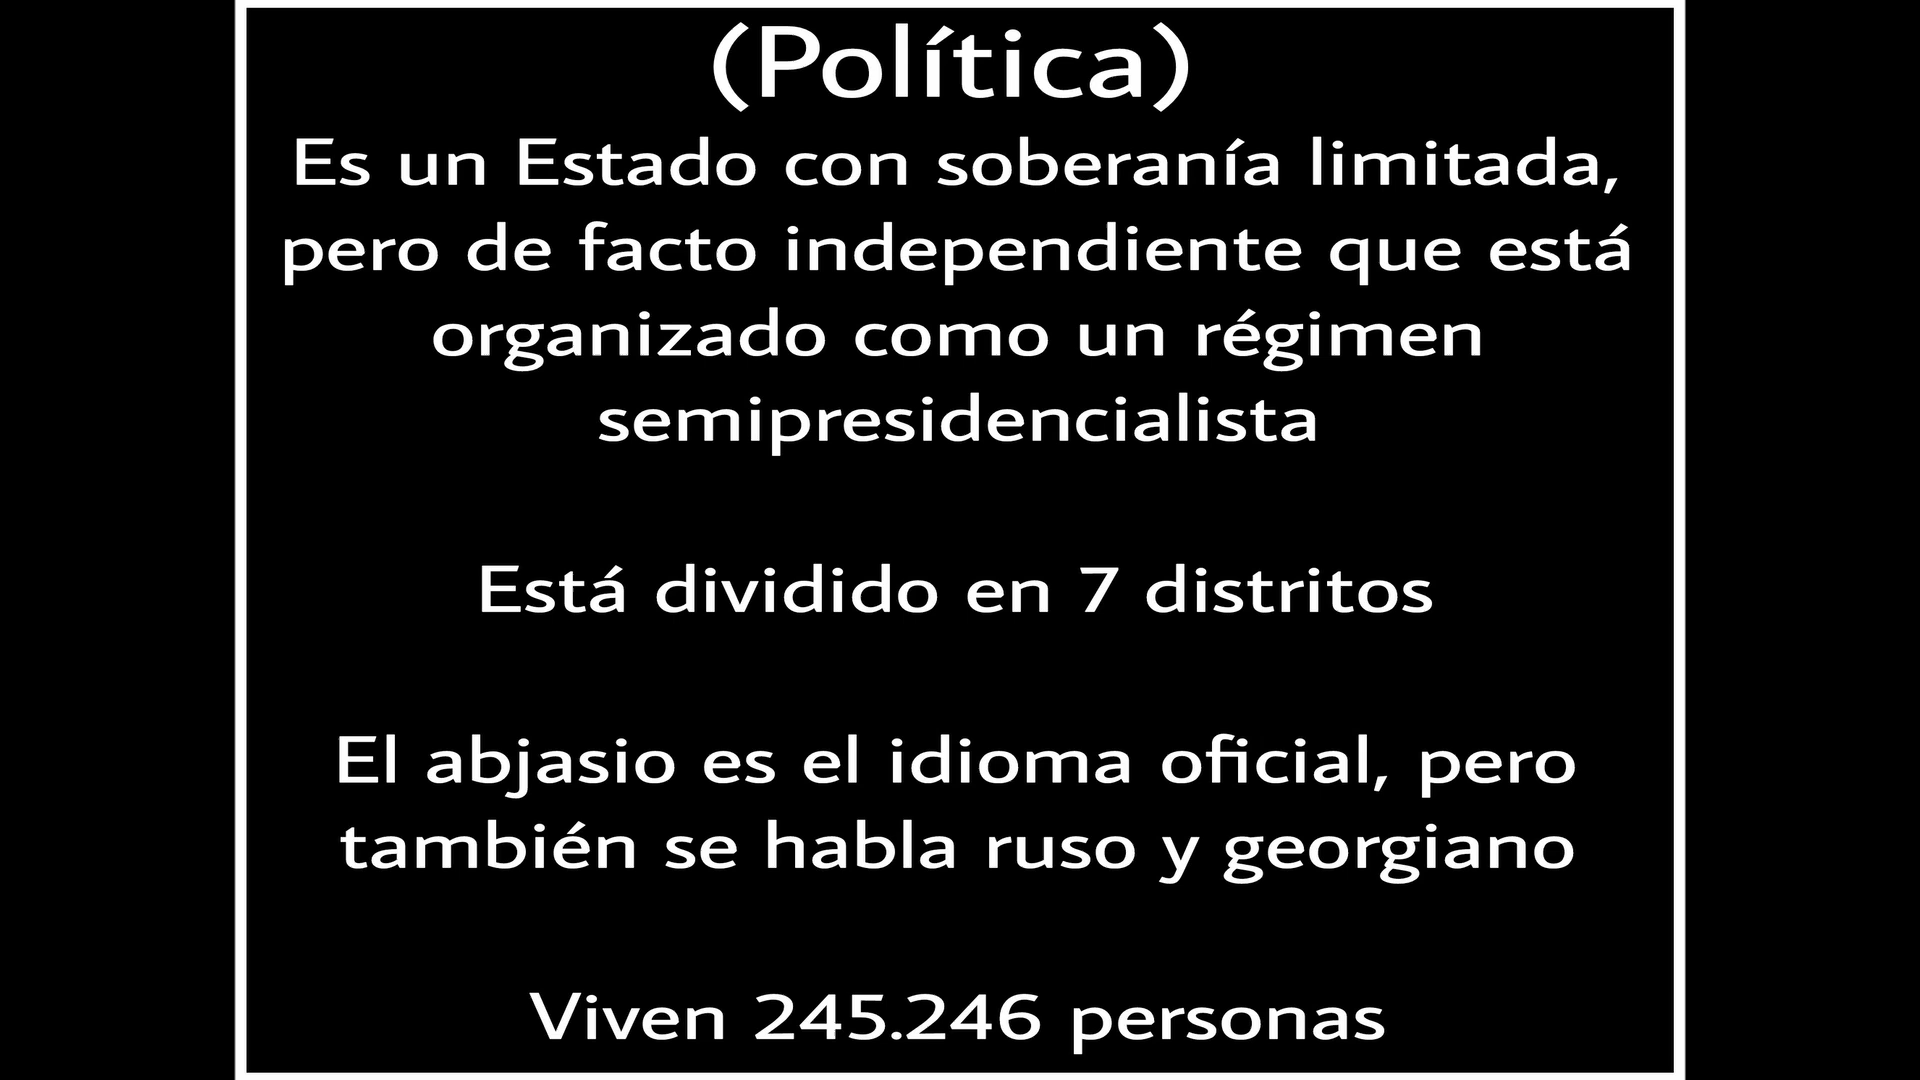 (Política)
Es un Estado con soberanía limitada,
pero de facto independiente que está
organizado como un régimen
semipresidencialista
Está dividido en 7 distritos
El abjasio es el idioma oficial, pero
también se habla ruso y georgiano
Viven 245.246 personas